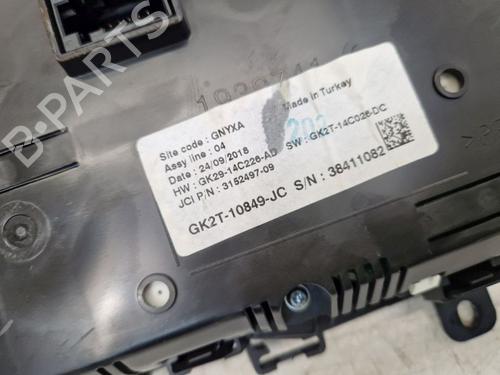 Site code : GNYXA
Assy line : 04
Made in Turkey
Date : 24/09/2018
HW : GK29-14C226-AD SW : GK2T-14C026-DC
JCI P/N : 3152497-09
GK2T-10849-JC S/N : 38411082
B-PARTS